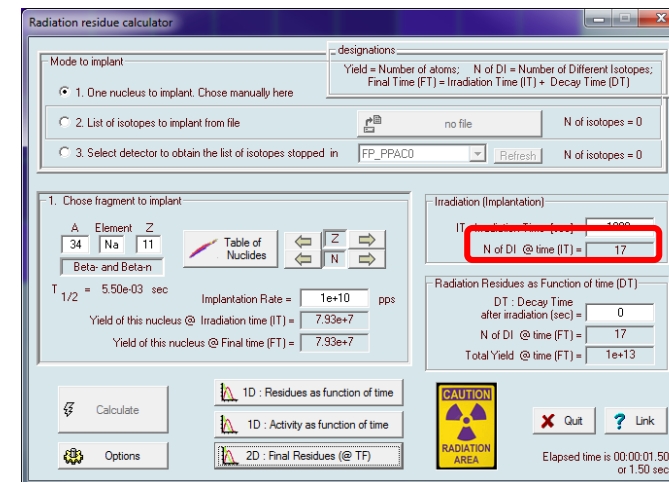 Radiation residue calculator
designations
Yield = Number of atoms; N of DI = Number of Different Isotopes;
Final Time (FT) = Irradiation Time (IT) + Decay Time (DT)
Mode to implant
1. One nucleus to implant. Chose manually here
2. List of isotopes to implant from file
no file
N of isotopes = 0
3. Select detector to obtain the list of isotopes stopped in
FP_PPAC0
Refresh
N of isotopes = 0
1. Chose fragment to implant
A Element Z
34 Na 11
Beta- and Beta-n
Table of
Nuclides
Z
N
T 1/2 = 5.50e-03 sec
Implantation Rate = 1e+10 pps
Yield of this nucleus @ Irradiation time (IT) = 7.93e+7
Yield of this nucleus @ Final time (FT) = 7.93e+7
Irradiation (Implantation)
N of DI @ time (IT) = 17
Radiation Residues as Function of time (DT)
DT : Decay Time
after irradiation (sec) = 0
N of DI @ time (FT) = 17
Total Yield @ time (FT) = 1e+13
Calculate
Options
1D : Residues as function of time
1D : Activity as function of time
2D : Final Residues (@ TF)
CAUTION
RADIATION
AREA
Quit
? Link
Elapsed time is 00:00:01.50
or 1.50 sec